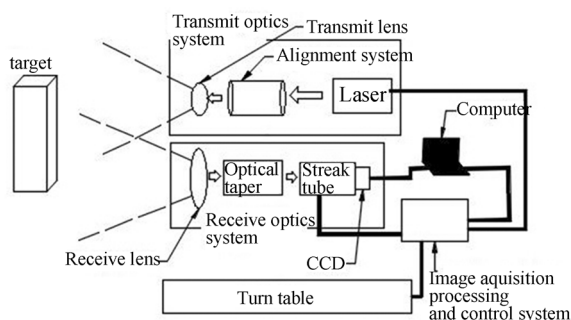 Transmit optics
system
Transmit lens
Alignment system
target
Laser
Computer
Optical
taper
Streak
tube
Receive optics
system
Receive lens
CCD
Image aquisition
processing
and control system
Turn table